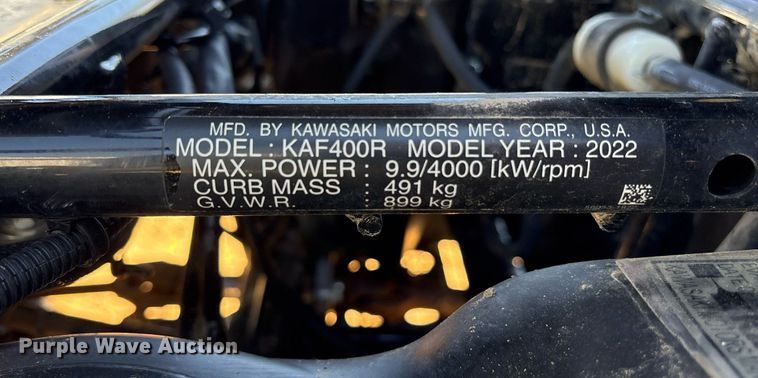 MFD. BY KAWASAKI MOTORS MFG. CORP., U.S.A.
MODEL : KAF400R MODEL YEAR : 2022
MAX. POWER : 9.9/4000 [kW/rpm]
CURB MASS : 491 kg
G.V.W.R. : 899 kg
Purple Wave Auction